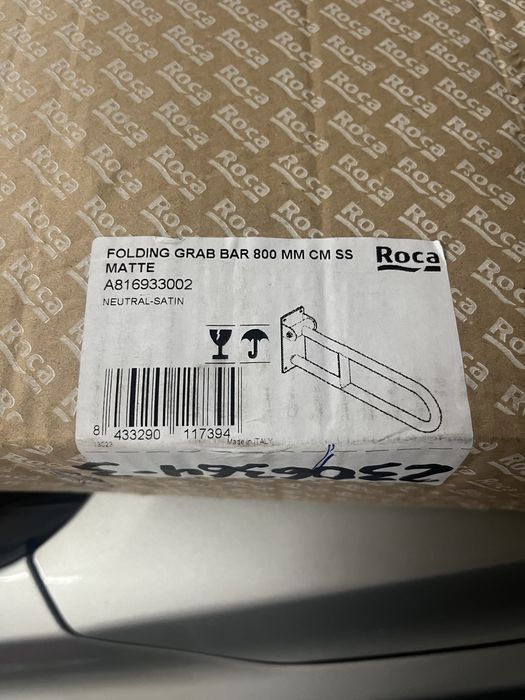 FOLDING GRAB BAR 800 MM CM SS
MATTE
Roca
A816933002
NEUTRAL-SATIN
8 433290 117394
Made in ITALY